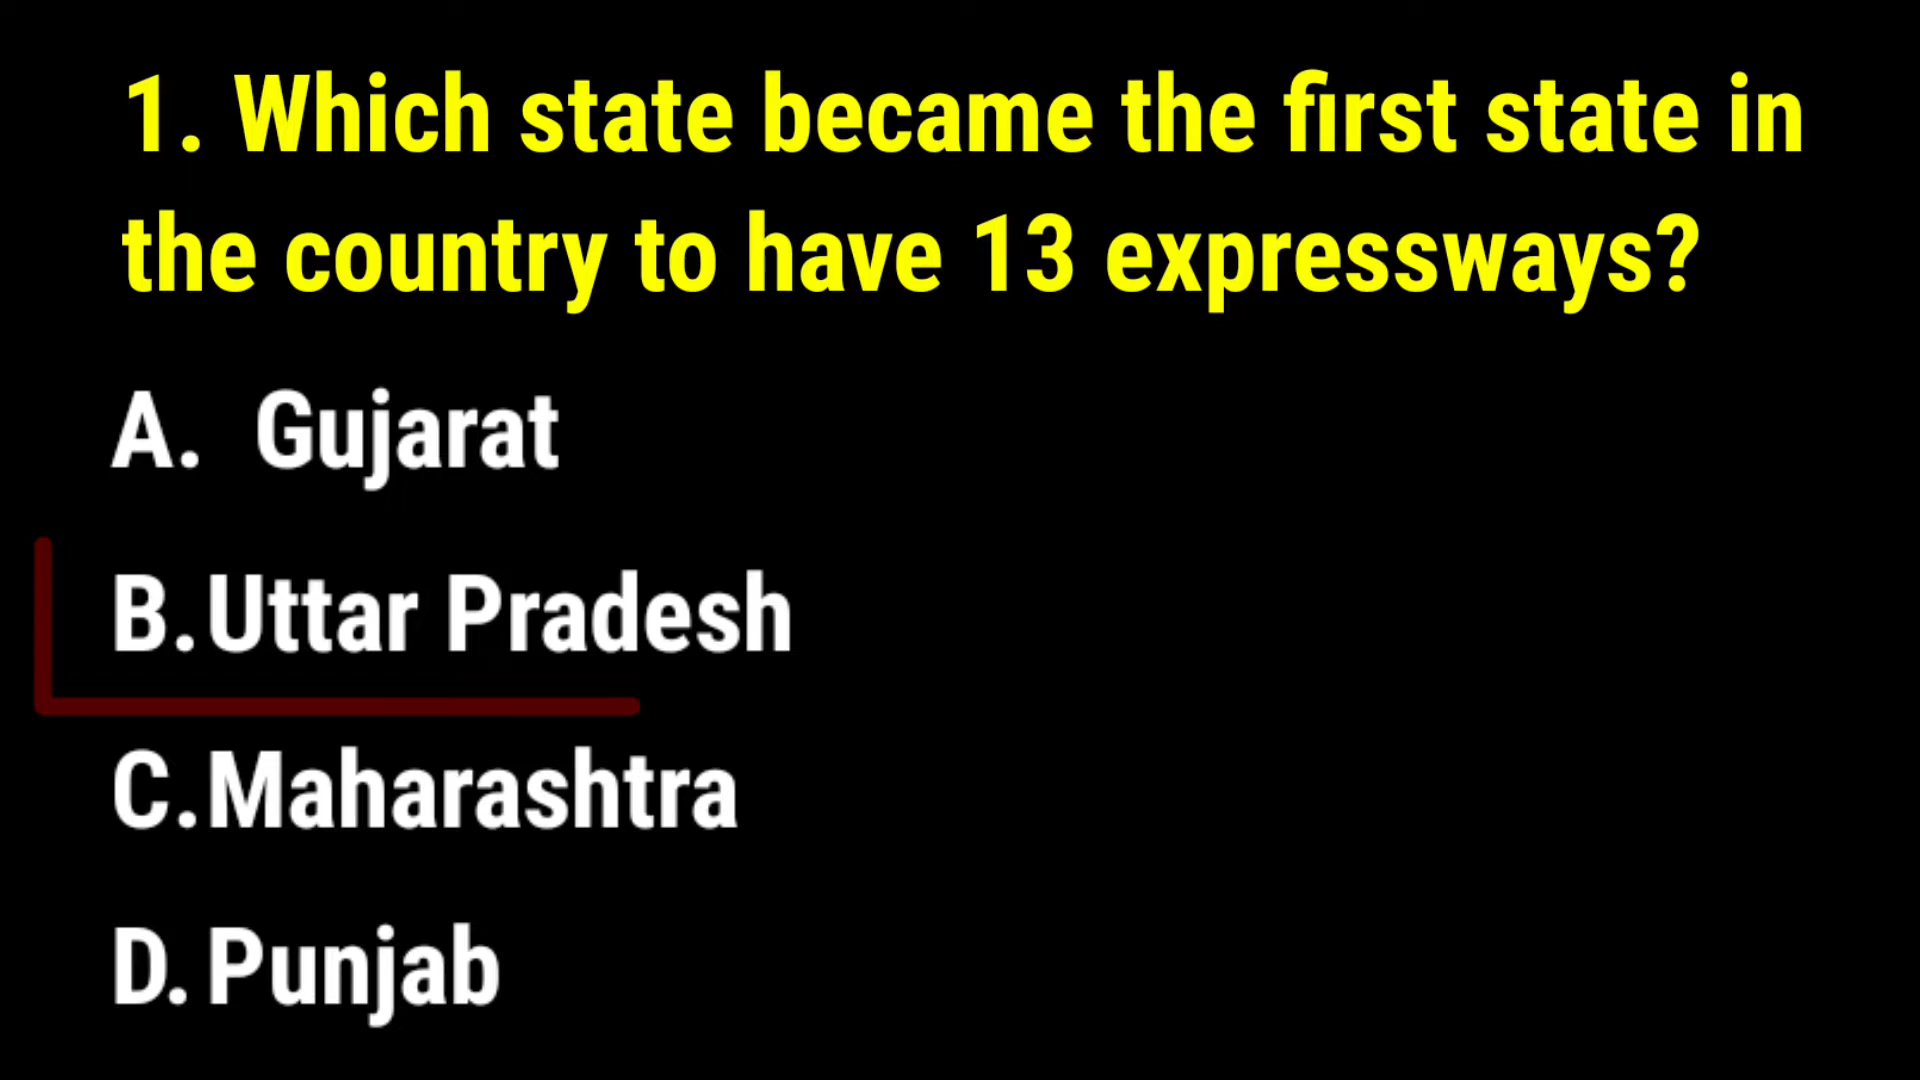 1. Which state became the first state in
the country to have 13 expressways?
A. Gujarat
B. Uttar Pradesh
C. Maharashtra
D. Punjab